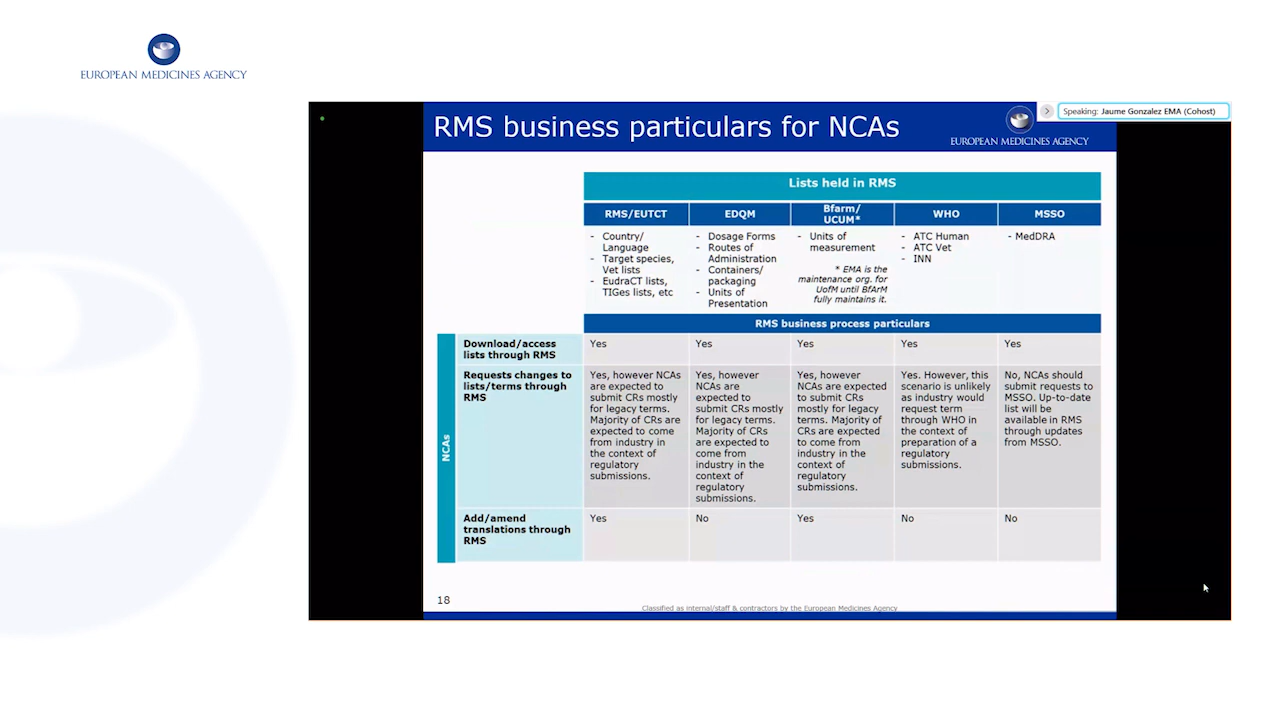 EUROPEAN MEDICINES AGENCY
Speaking: Jaume Gonzalez EMA (Cohost)
RMS business particulars for NCAs
EUROPEAN MEDICINES AGENCY
Lists held in RMS
RMS/EUTCT
EDQM
Bfarm/
UCUM*
WHO
MSSO
- Country/
Language
- Target species,
Vet lists
- EudraCT lists,
TIGes lists, etc
- Dosage Forms
- Routes of
Administration
- Containers/
packaging
- Units of
Presentation
- Units of
measurement
* EMA is the
maintenance org. for
UofM until BfArM
fully maintains it.
- ATC Human
- ATC Vet
- INN
- MedDRA
RMS business process particulars
NCAs
Download/access
lists through RMS
Yes
Yes
Yes
Yes
Yes
Requests changes to
lists/terms through
RMS
Yes, however NCAs
are expected to
submit CRs mostly
for legacy terms.
Majority of CRs are
expected to come
from industry in
the context of
regulatory
submissions.
Yes, however
NCAs are
expected to
submit CRs mostly
for legacy terms.
Majority of CRs
are expected to
come from
industry in the
context of
regulatory
submissions.
Yes, however
NCAs are expected
to submit CRs
mostly for legacy
terms. Majority of
CRs are expected
to come from
industry in the
context of
regulatory
submissions.
Yes. However, this
scenario is unlikely
as industry would
request term
through WHO in
the context of
preparation of a
regulatory
submissions.
No, NCAs should
submit requests to
MSSO. Up-to-date
list will be
available in RMS
through updates
from MSSO.
Add/amend
translations through
RMS
Yes
No
Yes
No
No
18
Classified as internal/staff & contractors by the European Medicines Agency